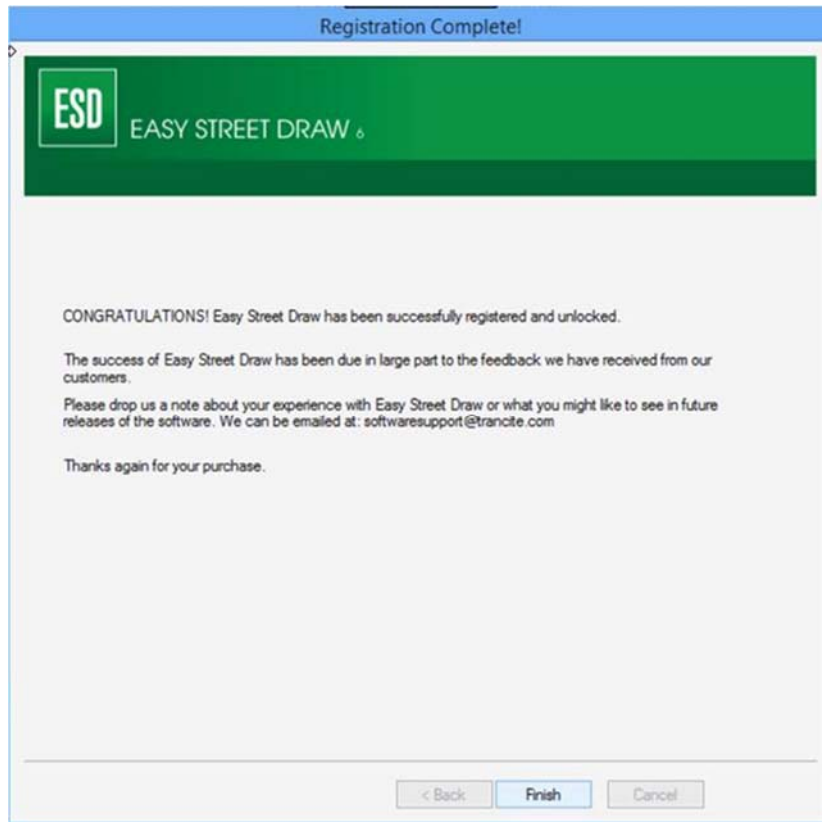 Registration Complete!
ESD
EASY STREET DRAW 6
CONGRATULATIONS! Easy Street Draw has been successfully registered and unlocked.
The success of Easy Street Draw has been due in large part to the feedback we have received from our
customers.
Please drop us a note about your experience with Easy Street Draw or what you might like to see in future
releases of the software. We can be emailed at: softwaresupport@trancite.com
Thanks again for your purchase.
< Back
Finish
Cancel